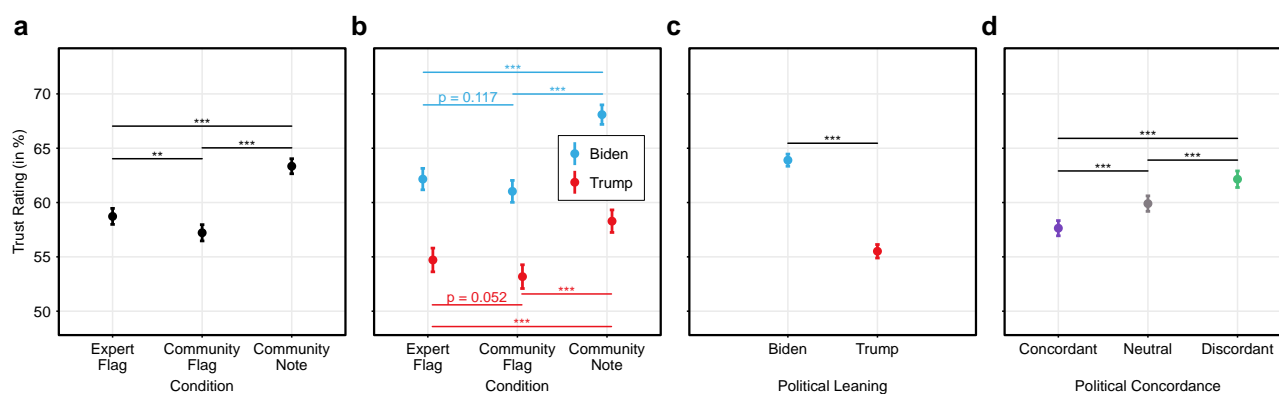 a
b
c
d
Trust Rating (in %)
70
65
60
55
50
***
**
***
Expert
Flag
Community
Flag
Community
Note
Condition
***
p = 0.117
***
Biden
Trump
p = 0.052
***
***
Expert
Flag
Community
Flag
Community
Note
Condition
***
Biden
Trump
Political Leaning
***
***
***
Concordant
Neutral
Discordant
Political Concordance